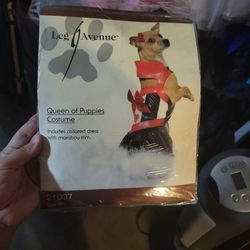 Leg Avenue
Queen of Puppies
Costume
Includes collared dress
with marabou trim.
21007